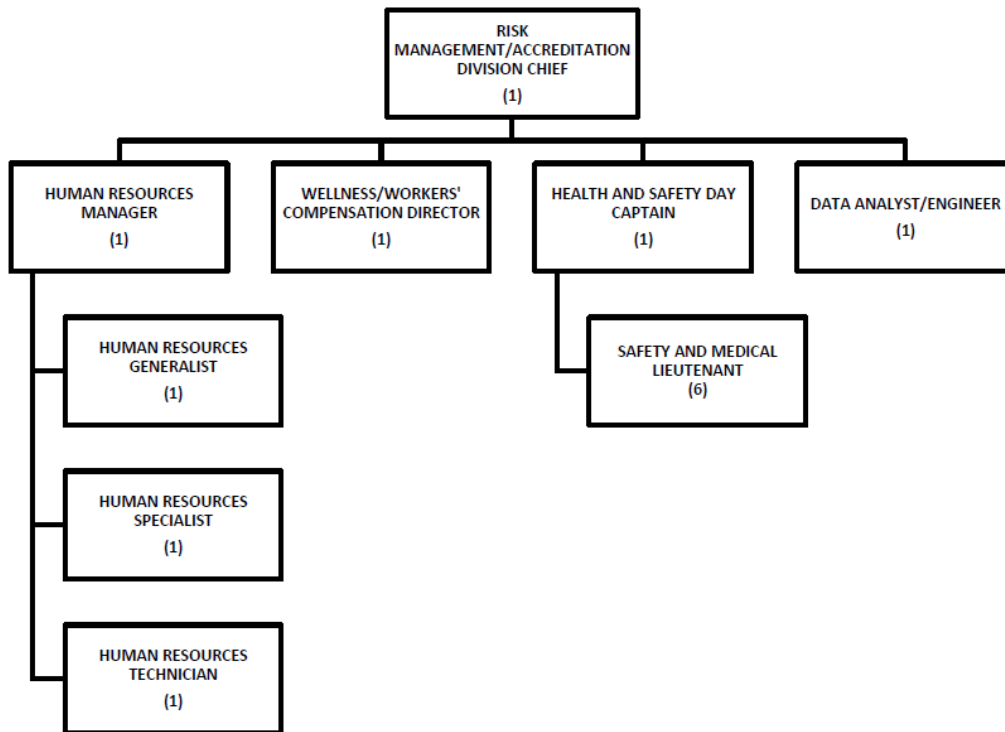 RISK
MANAGEMENT/ACCREDITATION
DIVISION CHIEF
(1)
HUMAN RESOURCES
MANAGER
(1)
WELLNESS/WORKERS'
COMPENSATION DIRECTOR
(1)
HEALTH AND SAFETY DAY
CAPTAIN
(1)
DATA ANALYST/ENGINEER
(1)
HUMAN RESOURCES
GENERALIST
(1)
SAFETY AND MEDICAL
LIEUTENANT
(6)
HUMAN RESOURCES
SPECIALIST
(1)
HUMAN RESOURCES
TECHNICIAN
(1)